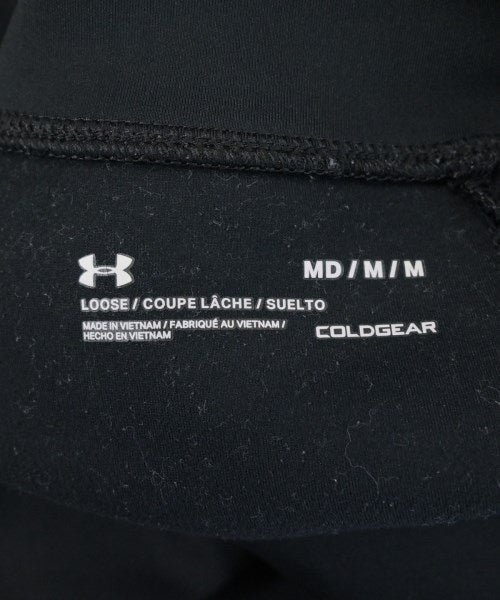 MD / M / M
LOOSE / COUPE LÂCHE / SUELTO
MADE IN VIETNAM / FABRIQUÉ AU VIETNAM /
HECHO EN VIETNAM
COLDGEAR